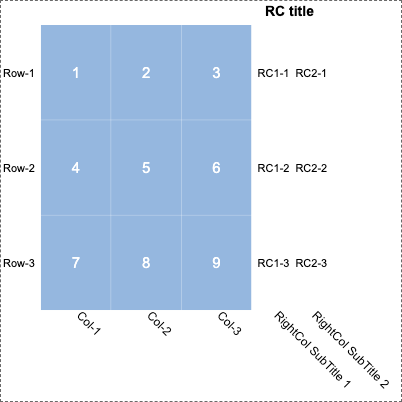 RC title
Row-1 1 2 3 RC1-1 RC2-1
Row-2 4 5 6 RC1-2 RC2-2
Row-3 7 8 9 RC1-3 RC2-3
Col-1
Col-2
Col-3
RightCol SubTitle 1
RightCol SubTitle 2